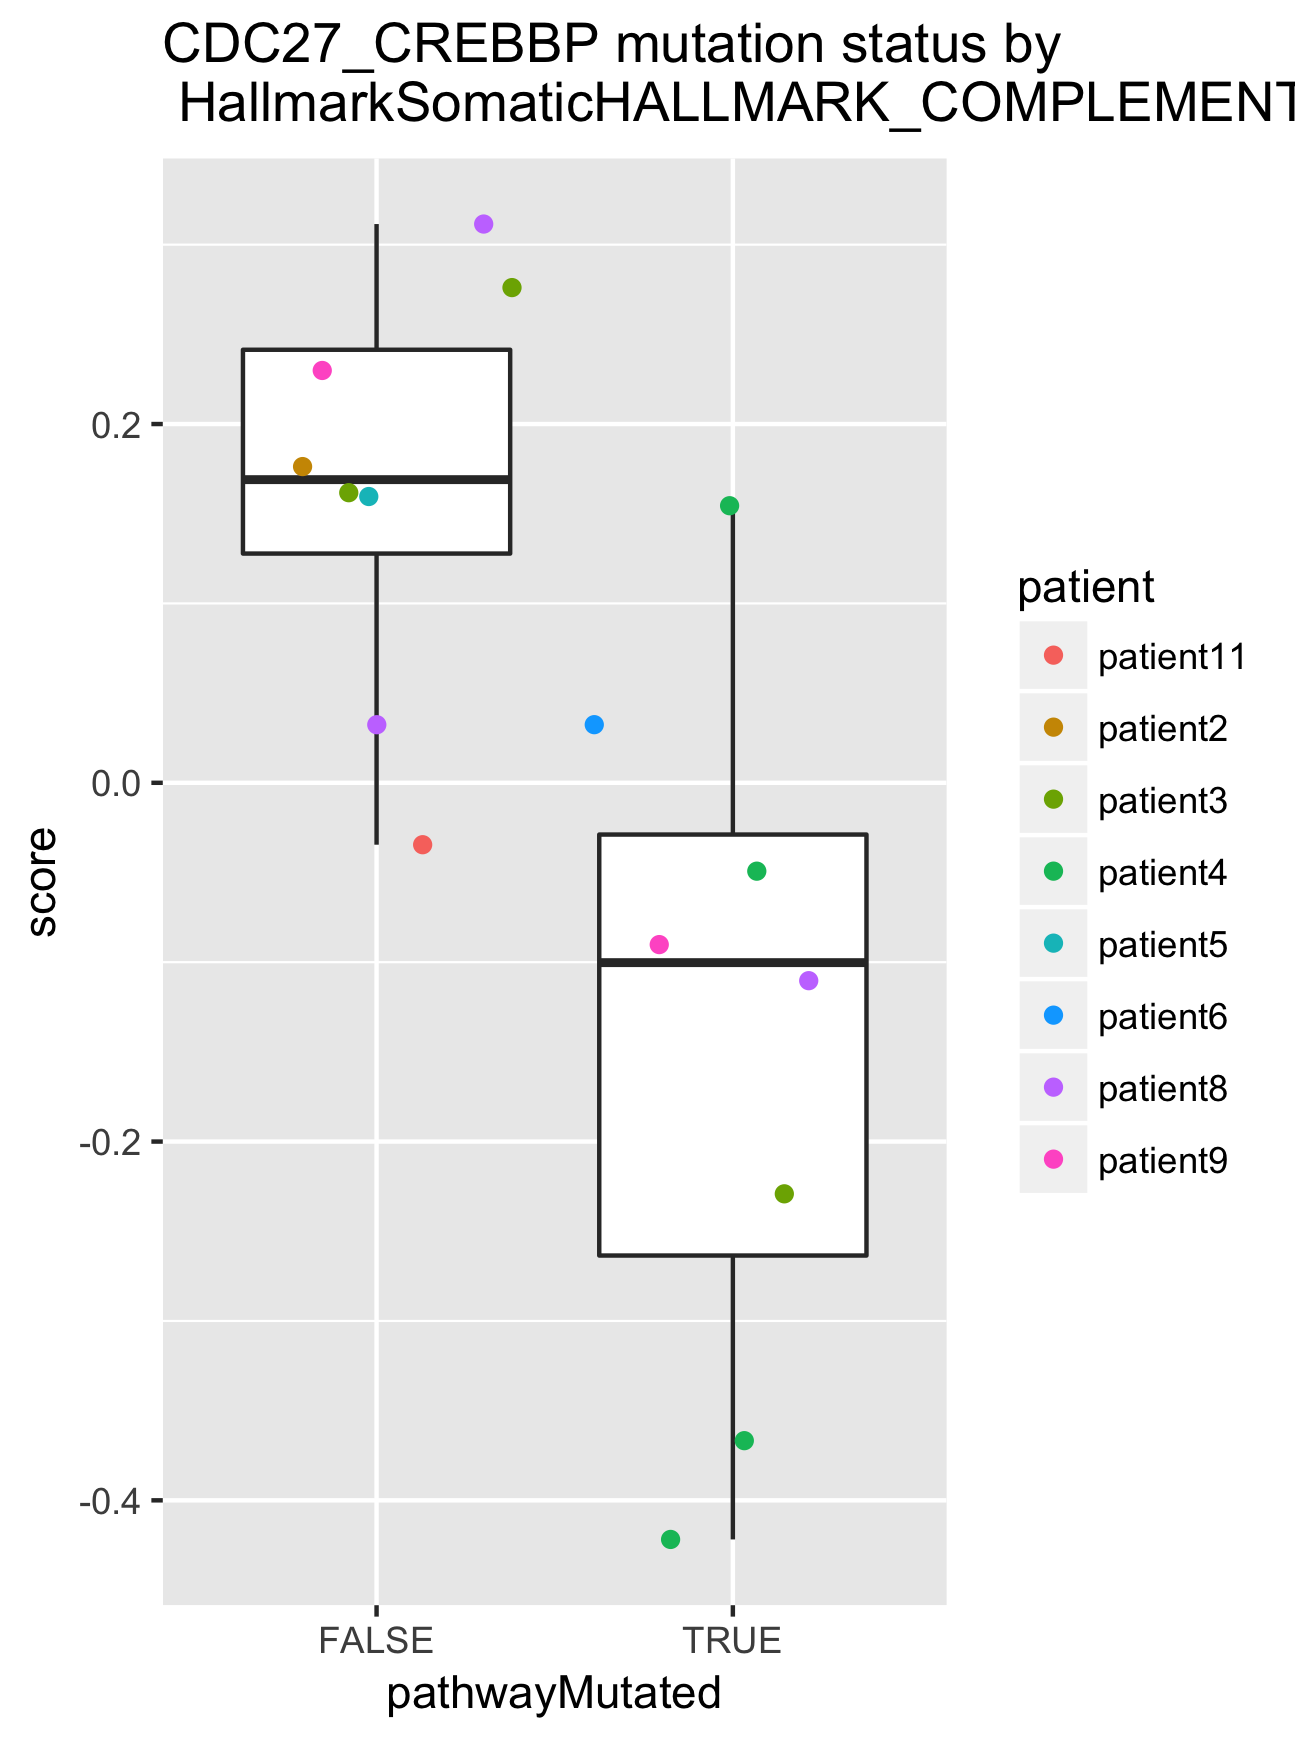 CDC27_CREBBP mutation status by
HallmarkSomaticHALLMARK_COMPLEMENT
score
0.2
0.0
-0.2
-0.4
FALSE
TRUE
pathwayMutated
patient
patient11
patient2
patient3
patient4
patient5
patient6
patient8
patient9